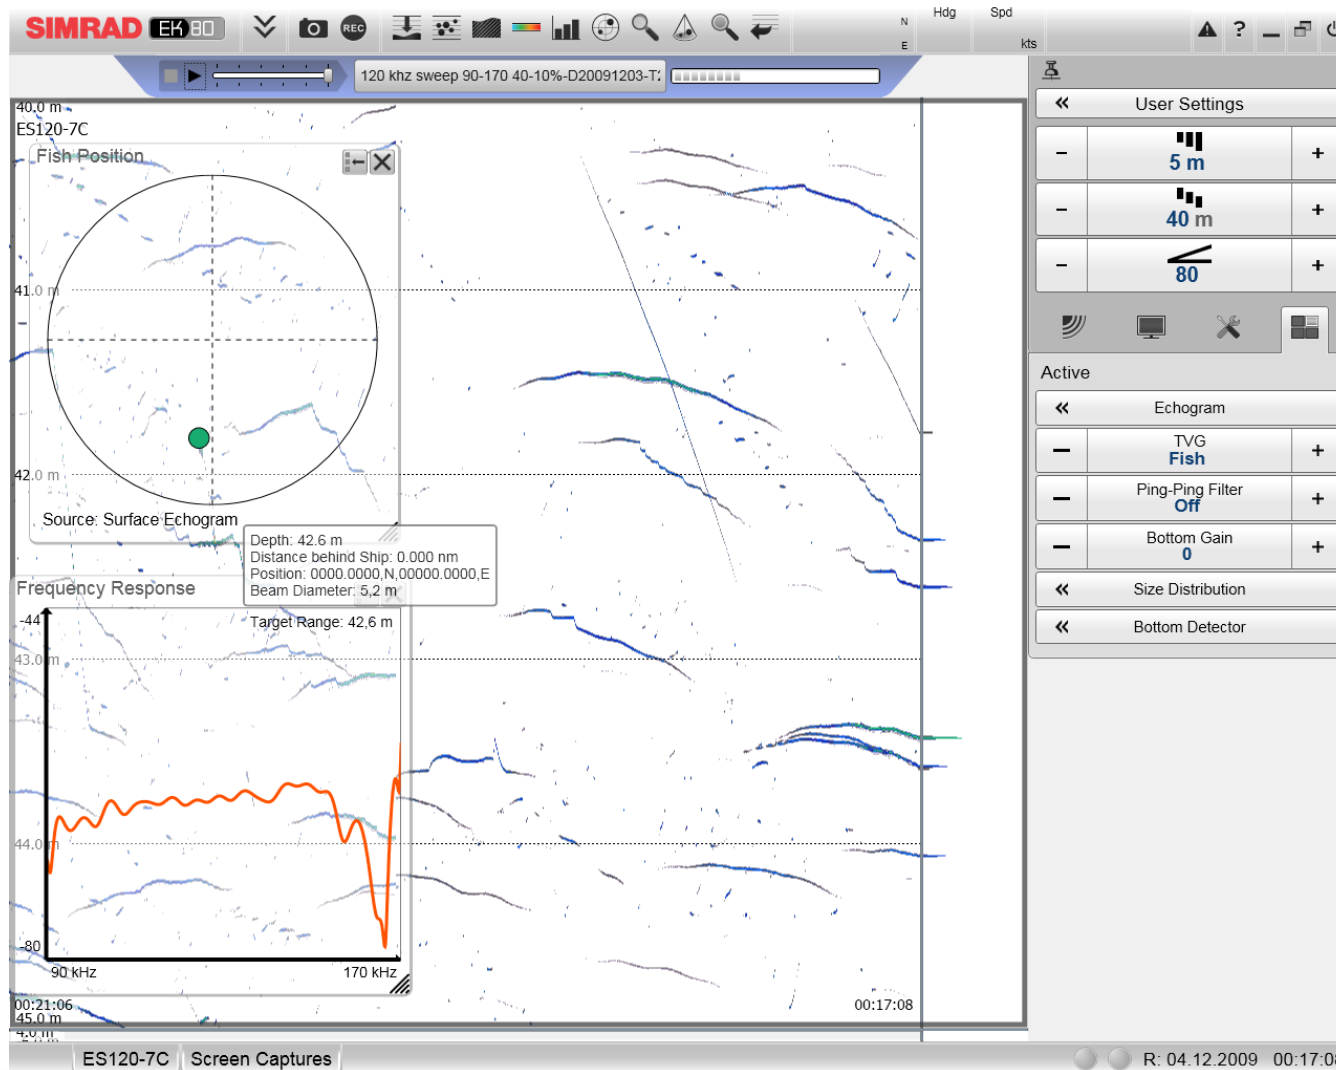 SIMRAD EK80
REC
N
E
Hdg
Spd
kts
?
120 khz sweep 90-170 40-10%-D20091203-T
40.0 m
ES120-7C
Fish Position
41.0 m
42.0 m
Source: Surface Echogram
Depth: 42.6 m
Distance behind Ship: 0.000 nm
Position: 0000.0000,N,00000.0000,E
Beam Diameter: 5,2 m
Frequency Response
-44
Target Range: 42,6 m
43.0 m
44.0 m
-80
90 kHz
170 kHz
00:21:06
00:17:08
45.0 m
User Settings
5 m
40 m
80
Active
Echogram
TVG
Fish
Ping-Ping Filter
Off
Bottom Gain
0
Size Distribution
Bottom Detector
ES120-7C
Screen Captures
R: 04.12.2009 00:17:08